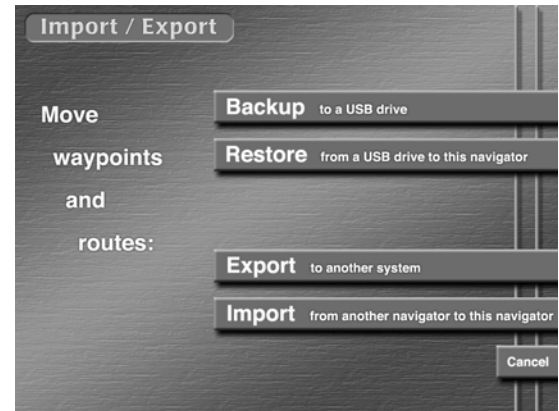 Import / Export
Move
waypoints
and
routes:
Backup to a USB drive
Restore from a USB drive to this navigator
Export to another system
Import from another navigator to this navigator
Cancel